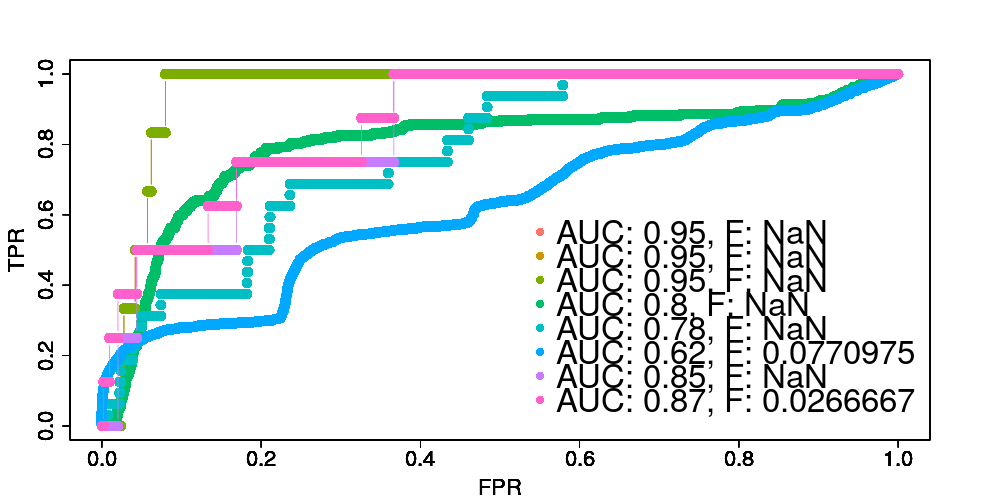 TPR
1.0
0.8
0.6
0.4
0.2
0.0
AUC: 0.95, F: NaN
AUC: 0.95, F: NaN
AUC: 0.95, F: NaN
AUC: 0.8, F: NaN
AUC: 0.78, F: NaN
AUC: 0.62, F: 0.0770975
AUC: 0.85, F: NaN
AUC: 0.87, F: 0.0266667
0.0 0.2 0.4 0.6 0.8 1.0
FPR